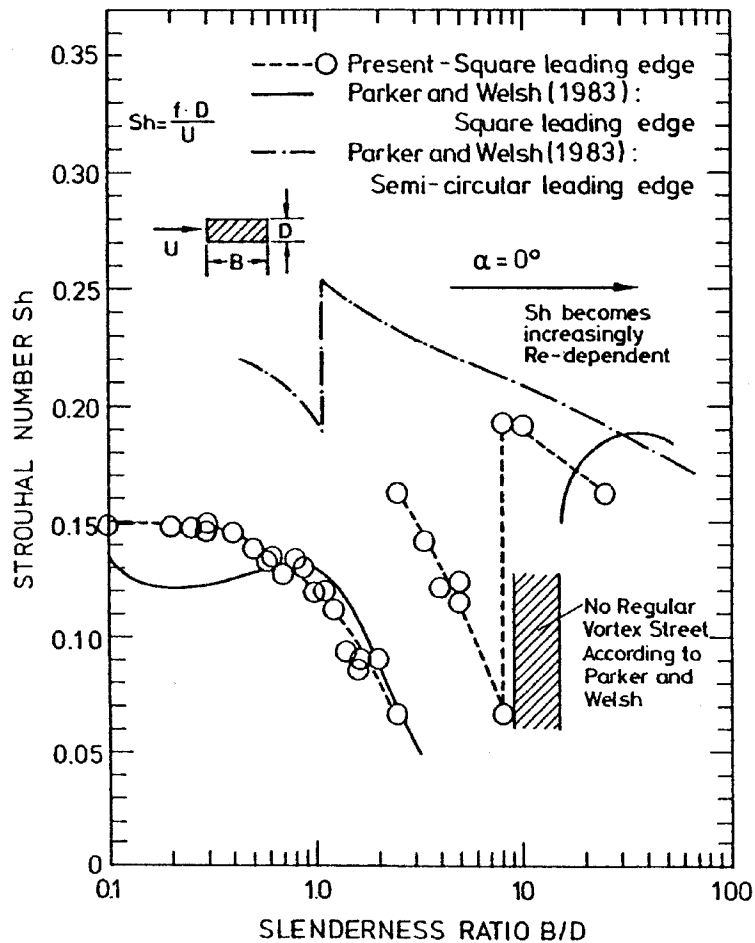 0.35
0.30
0.25
0.20
0.15
0.10
0.05
0
STROUHAL NUMBER Sh
Present - Square leading edge
Parker and Welsh (1983) :
Square leading edge
Parker and Welsh (1983) :
Semi-circular leading edge
Sh = f · D / U
U
B
D
α = 0°
Sh becomes
increasingly
Re-dependent
No Regular
Vortex Street
According to
Parker and
Welsh
0.1
1.0
10
100
SLENDERNESS RATIO B/D